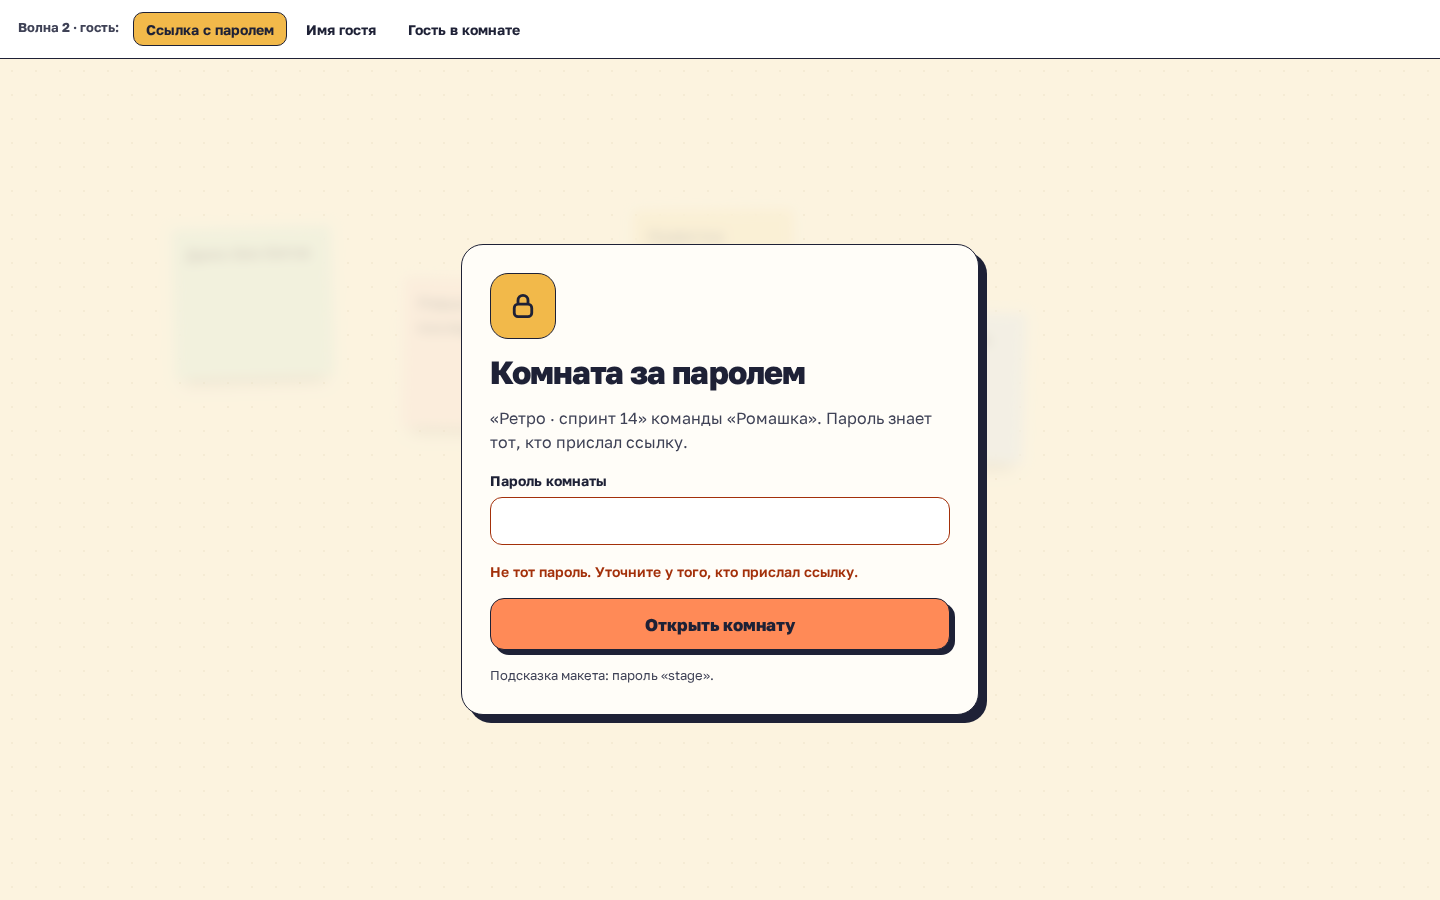 Волна 2 · гость:
Ссылка с паролем
Имя гостя
Гость в комнате
Комната за паролем
«Ретро · спринт 14» команды «Ромашка». Пароль знает
тот, кто прислал ссылку.
Пароль комнаты
Не тот пароль. Уточните у того, кто прислал ссылку.
Открыть комнату
Подсказка макета: пароль «stage».